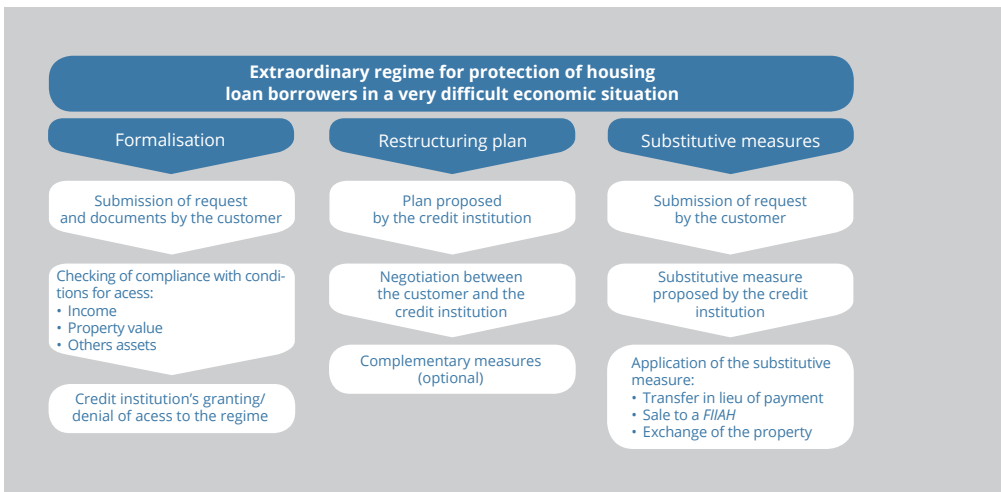 Extraordinary regime for protection of housing
loan borrowers in a very difficult economic situation
Formalisation
Submission of request
and documents by the customer
Checking of compliance with condi-
tions for acess:
• Income
• Property value
• Others assets
Credit institution's granting/
denial of acess to the regime
Restructuring plan
Plan proposed
by the credit institution
Negotiation between
the customer and the
credit institution
Complementary measures
(optional)
Substitutive measures
Submission of request
by the customer
Substitutive measure
proposed by the credit
institution
Application of the substitutive
measure:
• Transfer in lieu of payment
• Sale to a FIIAH
• Exchange of the property